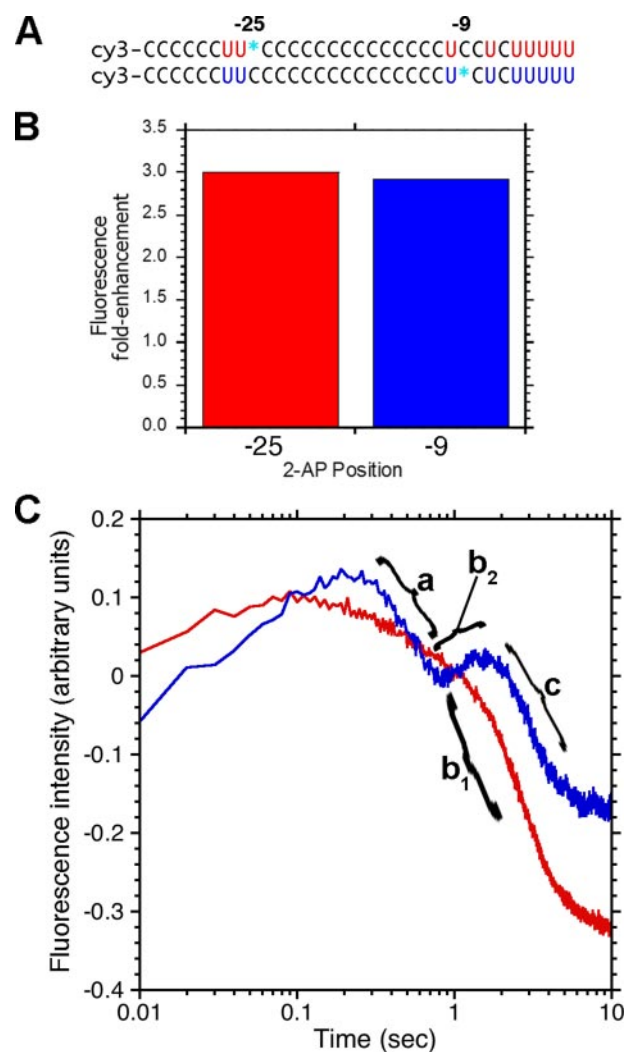 A
-25 -9
cy3-CCCCCCUU*CCCCCCCCCCCCCCUCCUCUUUUU
cy3-CCCCCCUUCCCCCCCCCCCCCCCU*CUCUUUUU
B
Fluorescence
fold-enhancement
3.5
3.0
2.5
2.0
1.5
1.0
0.5
0.0
-25 -9
2-AP Position
C
Fluorescence intensity (arbitrary units)
0.2
0.1
0
-0.1
-0.2
-0.3
-0.4
a
b2
c
b1
0.01 0.1 1 10
Time (sec)